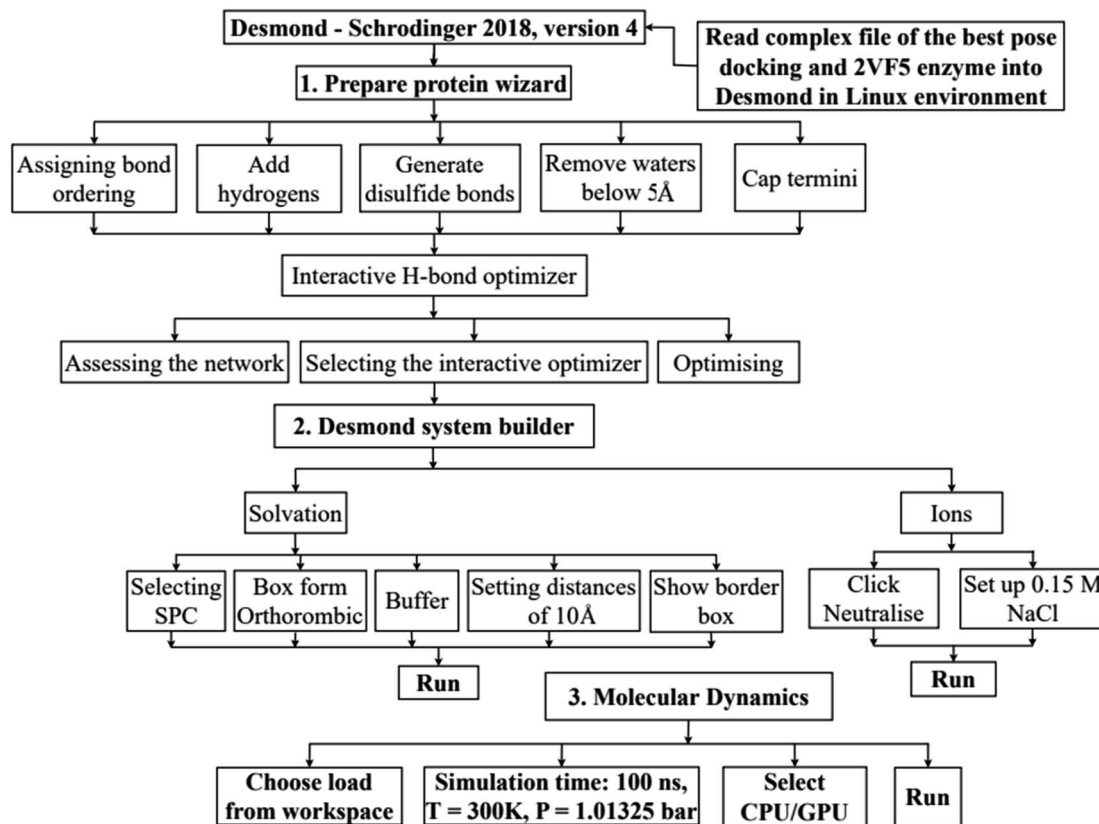 Desmond - Schrodinger 2018, version 4
Read complex file of the best pose
docking and 2VF5 enzyme into
Desmond in Linux environment
1. Prepare protein wizard
Assigning bond
ordering
Add
hydrogens
Generate
disulfide bonds
Remove waters
below 5Å
Cap termini
Interactive H-bond optimizer
Assessing the network
Selecting the interactive optimizer
Optimising
2. Desmond system builder
Solvation
Ions
Selecting
SPC
Box form
Orthorombic
Buffer
Setting distances
of 10Å
Show border
box
Click
Neutralise
Set up 0.15 M
NaCl
Run
Run
3. Molecular Dynamics
Choose load
from workspace
Simulation time: 100 ns,
T = 300K, P = 1.01325 bar
Select
CPU/GPU
Run